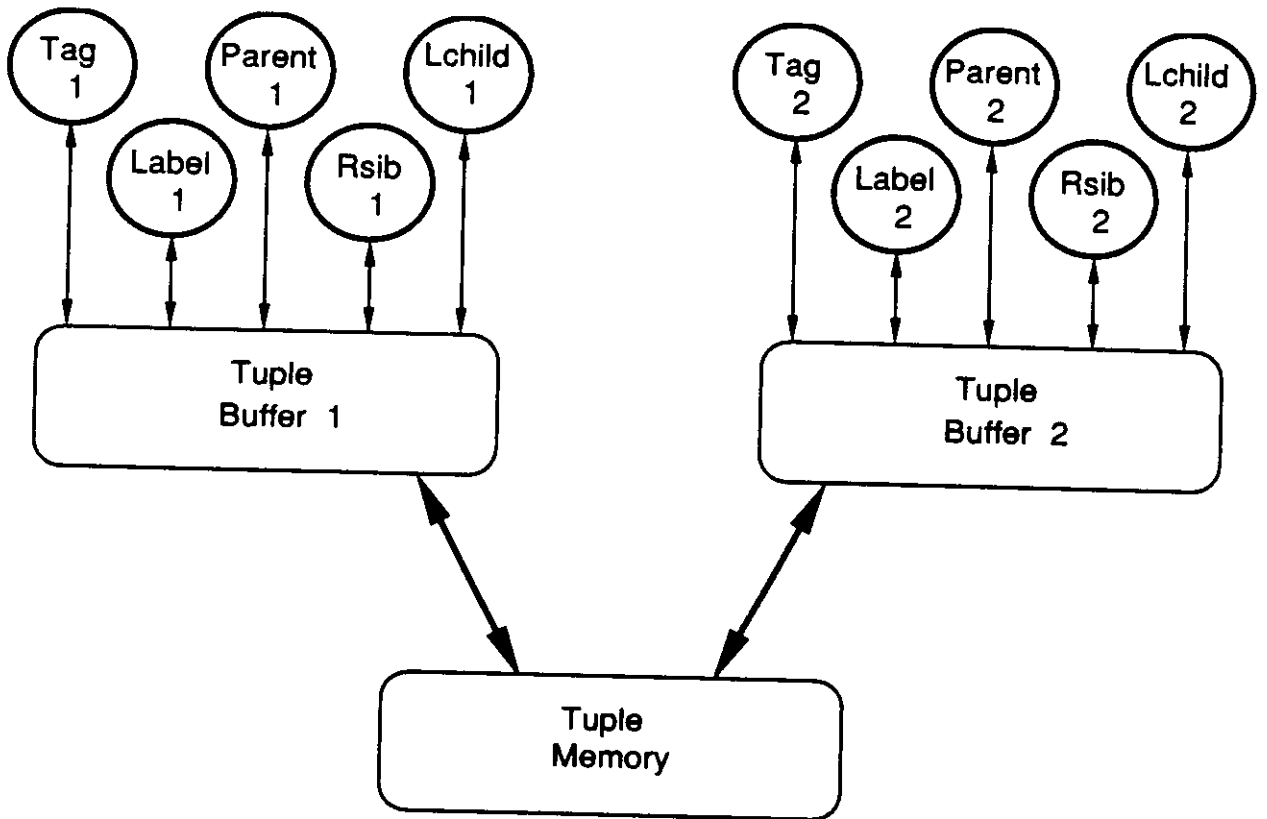 Tag
1
Parent
1
Lchild
1
Label
1
Rsib
1
Tag
2
Parent
2
Lchild
2
Label
2
Rsib
2
Tuple
Buffer 1
Tuple
Buffer 2
Tuple
Memory